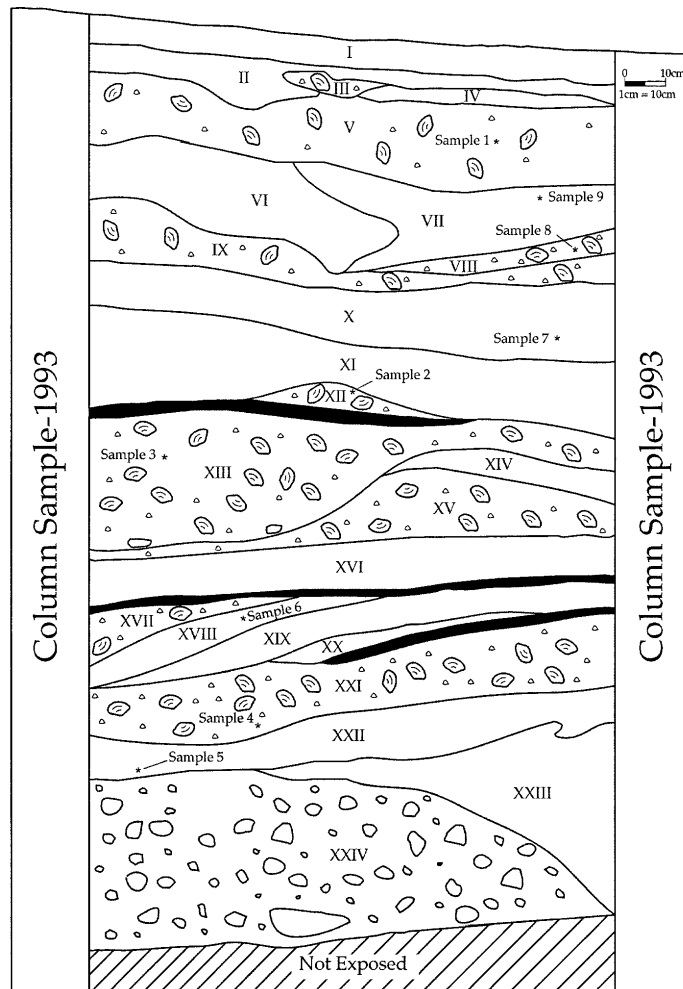 I
II
III
IV
0 10cm
1cm = 10cm
V
Sample 1 *
VI
VII
* Sample 9
Sample 8
*
IX
VIII
X
Sample 7 *
XI
Sample 2
XII *
Column Sample-1993
Column Sample-1993
Sample 3 *
XIII
XIV
XV
XVI
XVII
* Sample 6
XVIII
XIX
XX
XXI
Sample 4 *
XXII
Sample 5
*
XXIII
XXIV
Not Exposed